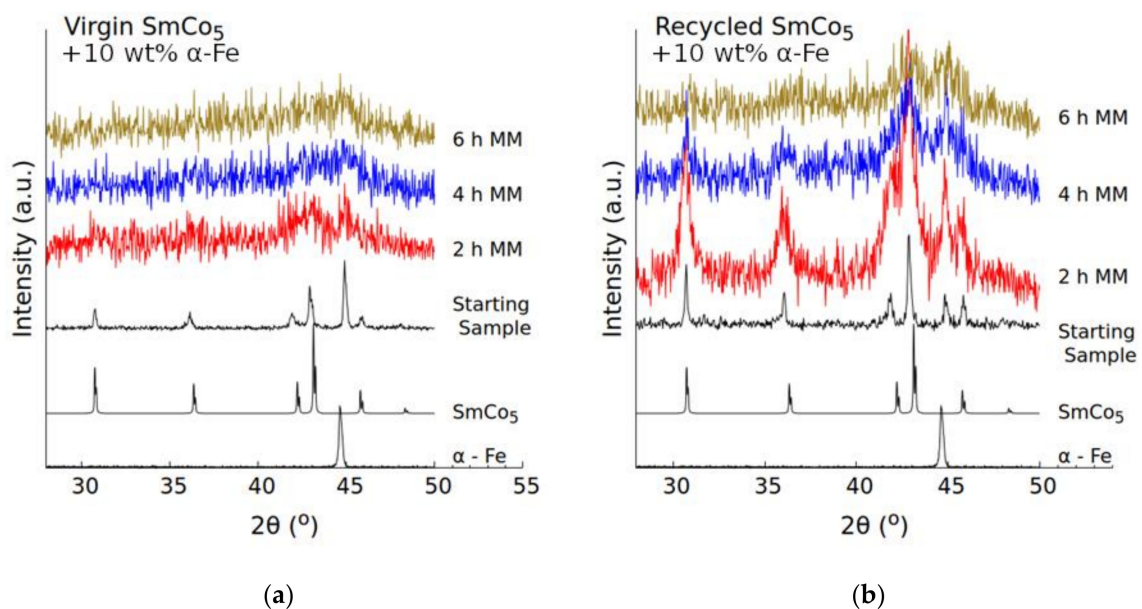 Virgin SmCo5
+10 wt% α-Fe
Intensity (a.u.)
6 h MM
4 h MM
2 h MM
Starting
Sample
SmCo5
α - Fe
30 35 40 45 50 55
2θ (o)
(a)
Recycled SmCo5
+10 wt% α-Fe
Intensity (a.u.)
6 h MM
4 h MM
2 h MM
Starting
Sample
SmCo5
α - Fe
30 35 40 45 50
2θ (o)
(b)